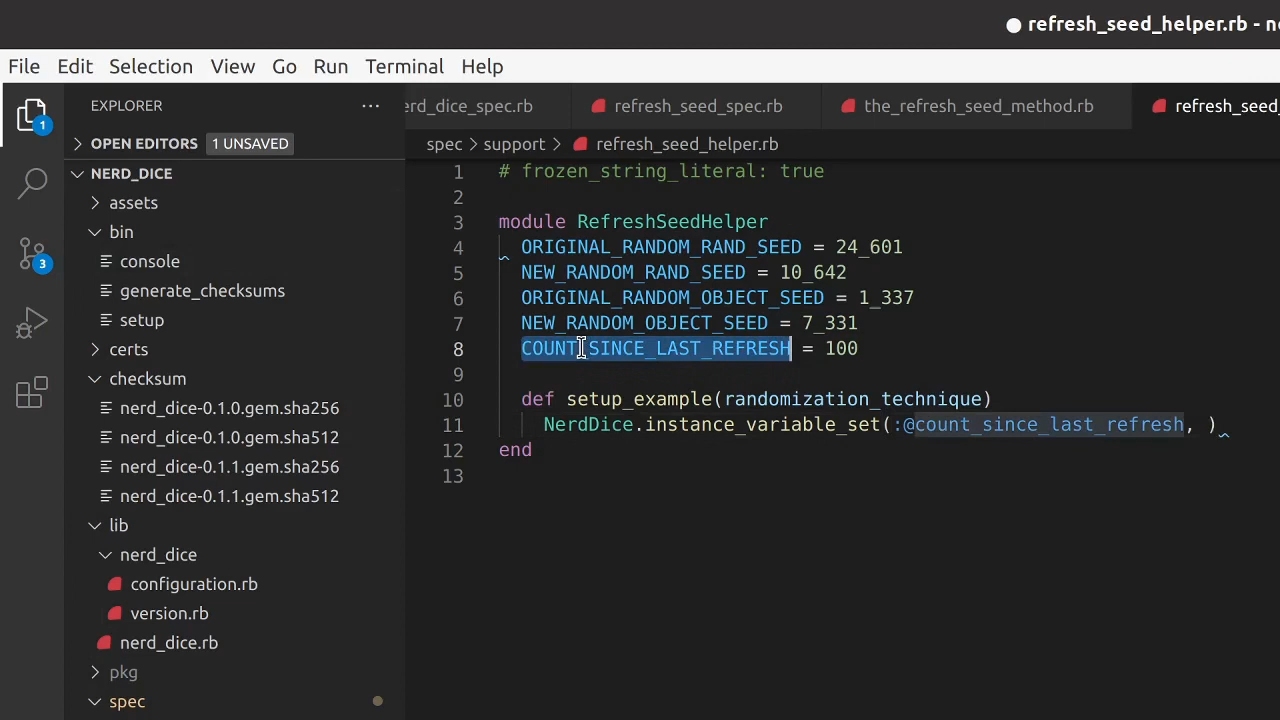 refresh_seed_helper.rb - ne
File Edit Selection View Go Run Terminal Help
EXPLORER
1
OPEN EDITORS 1 UNSAVED
NERD_DICE
assets
bin
console
generate_checksums
setup
3
certs
checksum
nerd_dice-0.1.0.gem.sha256
nerd_dice-0.1.0.gem.sha512
nerd_dice-0.1.1.gem.sha256
nerd_dice-0.1.1.gem.sha512
lib
nerd_dice
configuration.rb
version.rb
nerd_dice.rb
pkg
spec
erd_dice_spec.rb refresh_seed_spec.rb the_refresh_seed_method.rb refresh_seed_
spec > support > refresh_seed_helper.rb
1 # frozen_string_literal: true
2
3 module RefreshSeedHelper
4 ORIGINAL_RANDOM_RAND_SEED = 24_601
5 NEW_RANDOM_RAND_SEED = 10_642
6 ORIGINAL_RANDOM_OBJECT_SEED = 1_337
7 NEW_RANDOM_OBJECT_SEED = 7_331
8 COUNT_SINCE_LAST_REFRESH = 100
9
10 def setup_example(randomization_technique)
11 NerdDice.instance_variable_set(:@count_since_last_refresh, )
12 end
13